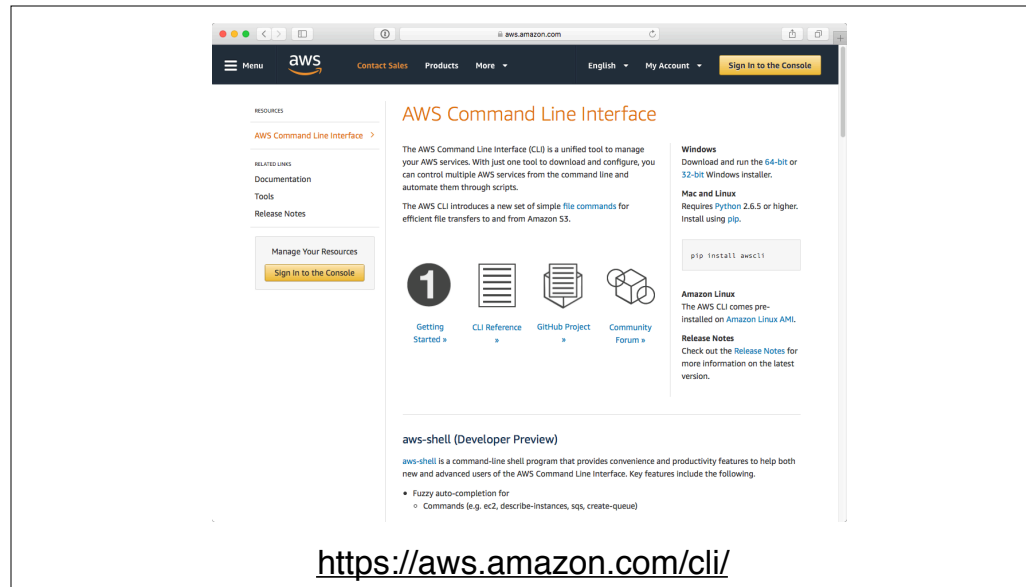 aws.amazon.com
Menu
aws
Contact Sales
Products
More
English
My Account
Sign In to the Console
RESOURCES
AWS Command Line Interface
RELATED LINKS
Documentation
Tools
Release Notes
Manage Your Resources
Sign In to the Console
AWS Command Line Interface
The AWS Command Line Interface (CLI) is a unified tool to manage
your AWS services. With just one tool to download and configure, you
can control multiple AWS services from the command line and
automate them through scripts.
The AWS CLI introduces a new set of simple file commands for
efficient file transfers to and from Amazon S3.
1
Getting
Started »
CLI Reference
»
GitHub Project
»
Community
Forum »
Windows
Download and run the 64-bit or
32-bit Windows installer.
Mac and Linux
Requires Python 2.6.5 or higher.
Install using pip.
pip install awscli
Amazon Linux
The AWS CLI comes pre-
installed on Amazon Linux AMI.
Release Notes
Check out the Release Notes for
more information on the latest
version.
aws-shell (Developer Preview)
aws-shell is a command-line shell program that provides convenience and productivity features to help both
new and advanced users of the AWS Command Line Interface. Key features include the following.
• Fuzzy auto-completion for
○ Commands (e.g. ec2, describe-instances, sqs, create-queue)
https://aws.amazon.com/cli/